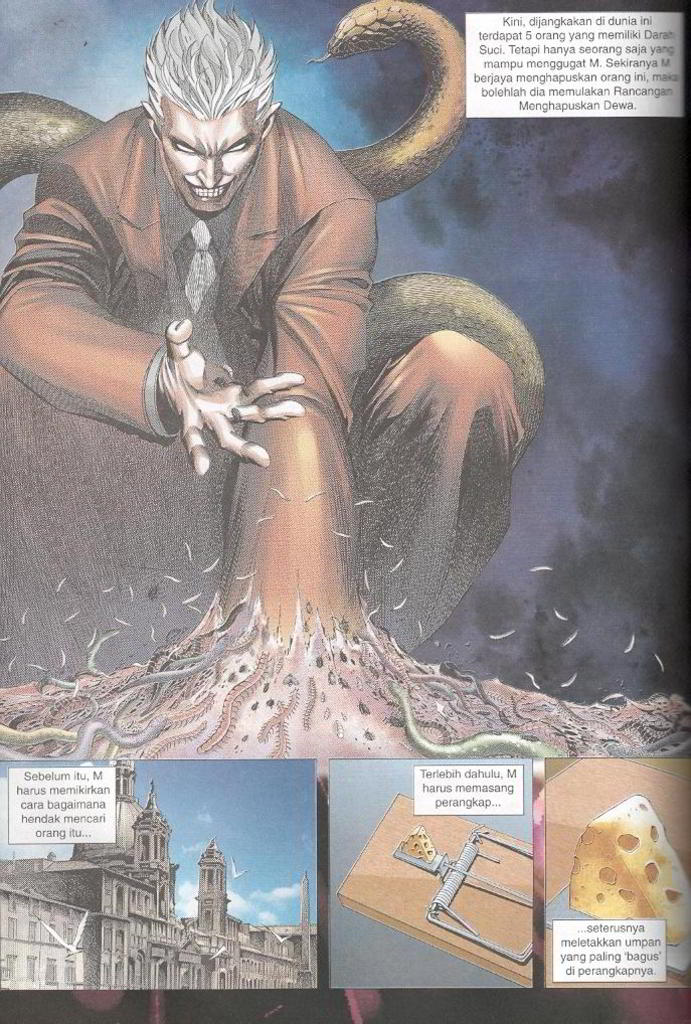 Kini, dijangkakan di dunia ini
terdapat 5 orang yang memiliki Darah
Suci. Tetapi hanya seorang saja yang
mampu menggugat M. Sekiranya M
berjaya menghapuskan orang ini, maka
bolehlah dia memulakan Rancangan
Menghapuskan Dewa.
Sebelum itu, M
harus memikirkan
cara bagaimana
hendak mencari
orang itu...
Terlebih dahulu, M
harus memasang
perangkap...
...seterusnya
meletakkan umpan
yang paling 'bagus'
di perangkapnya.